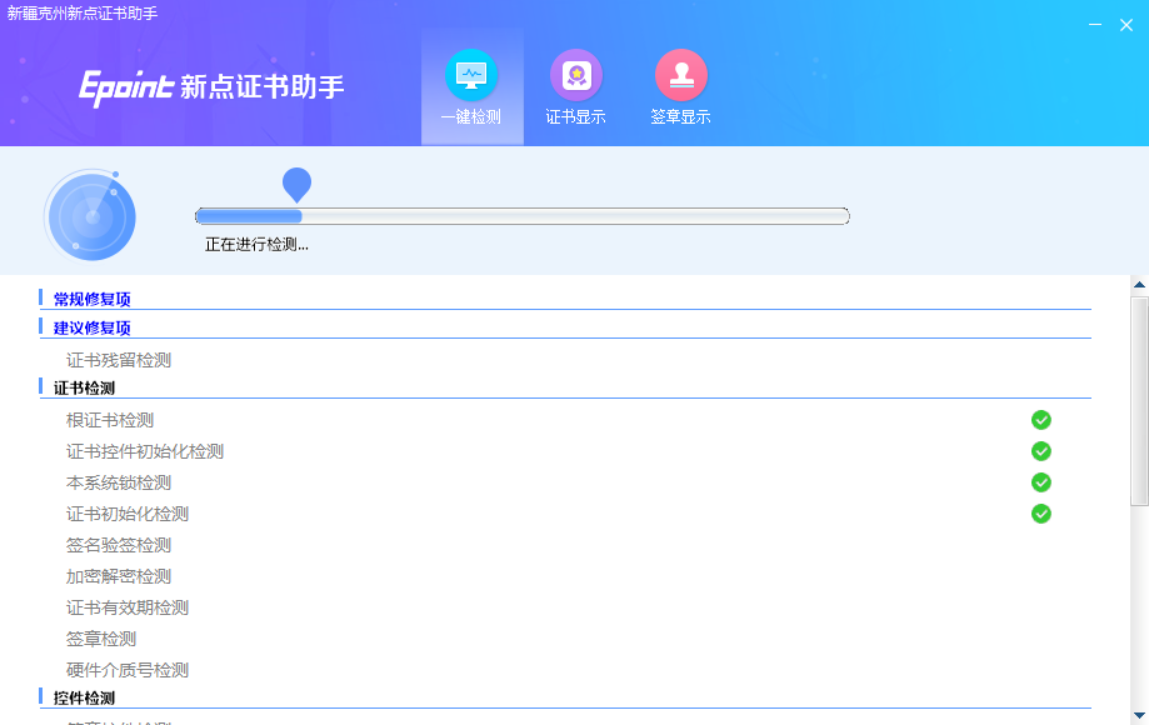 新疆克州新点证书助手
Epoint 新点证书助手
一键检测
证书显示
签章显示
正在进行检测...
常规修复项
建议修复项
证书残留检测
证书检测
根证书检测
证书控件初始化检测
本系统锁检测
证书初始化检测
签名验签检测
加密解密检测
证书有效期检测
签章检测
硬件介质号检测
控件检测